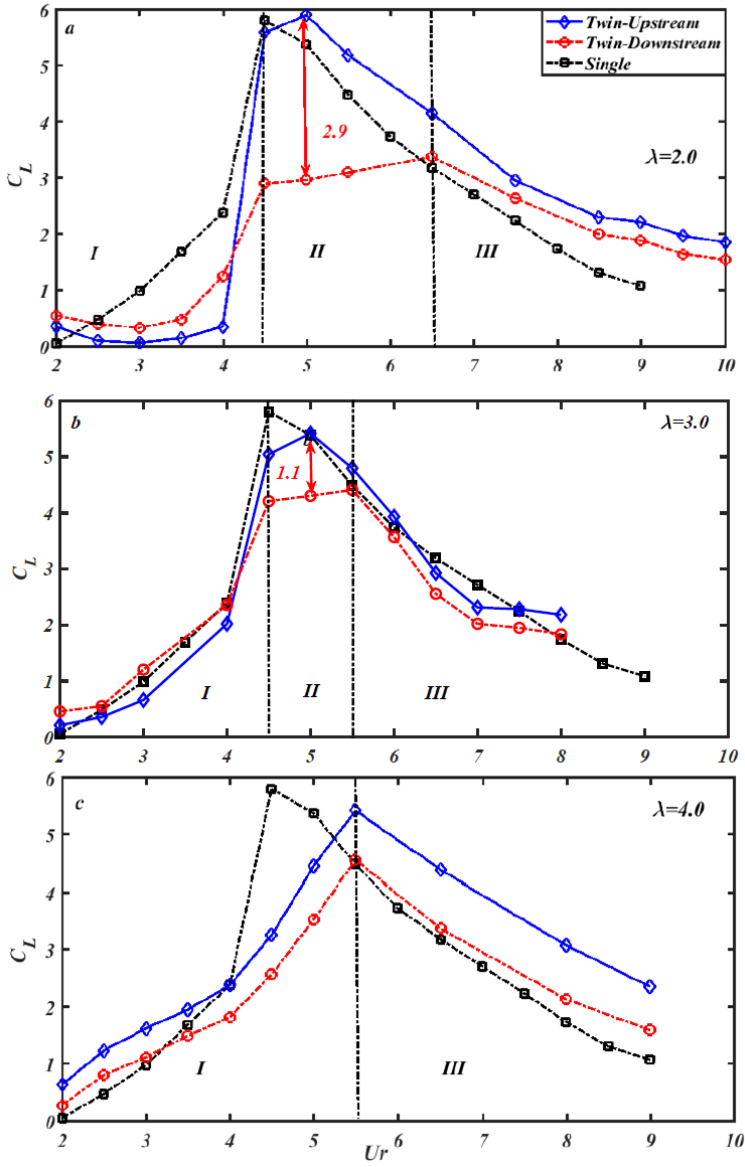 a
Twin-Upstream
Twin-Downstream
Single
6
5
4
3
2
1
0
C_L
2.9
λ=2.0
I
II
III
2 3 4 5 6 7 8 9 10
b
λ=3.0
6
5
4
3
2
1
0
C_L
1.1
I
II
III
2 3 4 5 6 7 8 9 10
c
λ=4.0
6
5
4
3
2
1
0
C_L
I
III
2 3 4 5 6 7 8 9 10
Ur